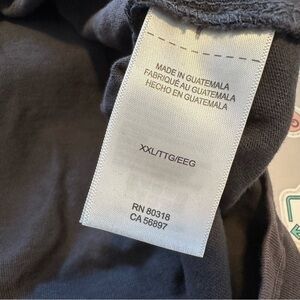 MADE IN GUATEMALA
FABRIQUÉ AU GUATEMALA
HECHO EN GUATEMALA
XXL/TTG/EEG
RN 80318
CA 56897